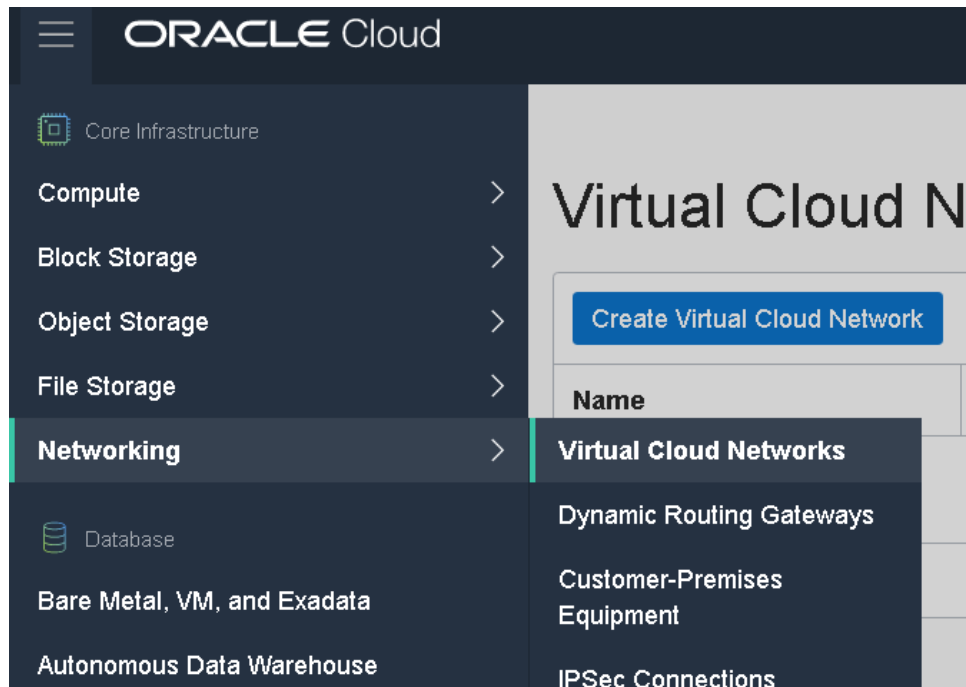 ORACLE Cloud
Core Infrastructure
Compute
Block Storage
Object Storage
File Storage
Networking
Database
Bare Metal, VM, and Exadata
Autonomous Data Warehouse
Virtual Cloud N
Create Virtual Cloud Network
Name
Virtual Cloud Networks
Dynamic Routing Gateways
Customer-Premises
Equipment
IPSec Connections